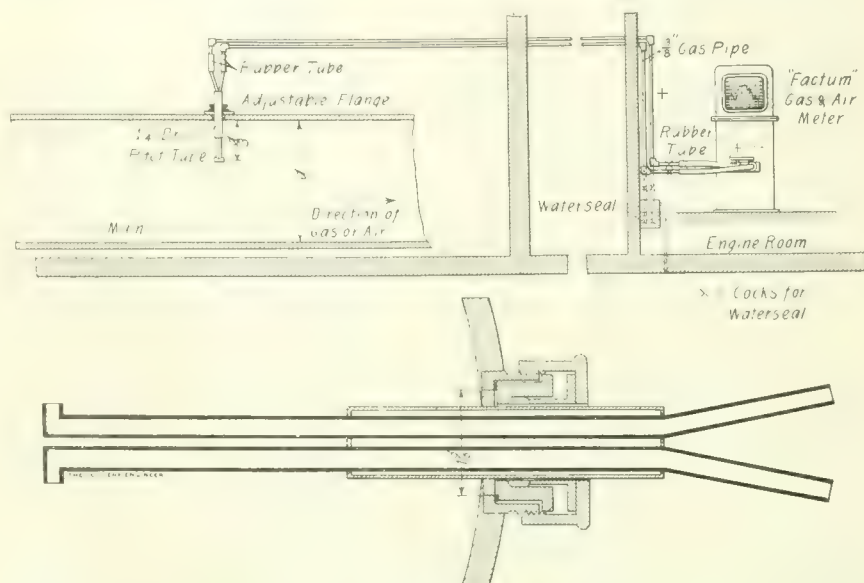 3/8" Gas Pipe
"Factum"
Gas & Air
Meter
Rubber Tube
Adjustable Flange
Rubber
Tube
Pitot Tube
Main
Direction of
Gas or Air
Waterseal
Engine Room
Cocks for
Waterseal